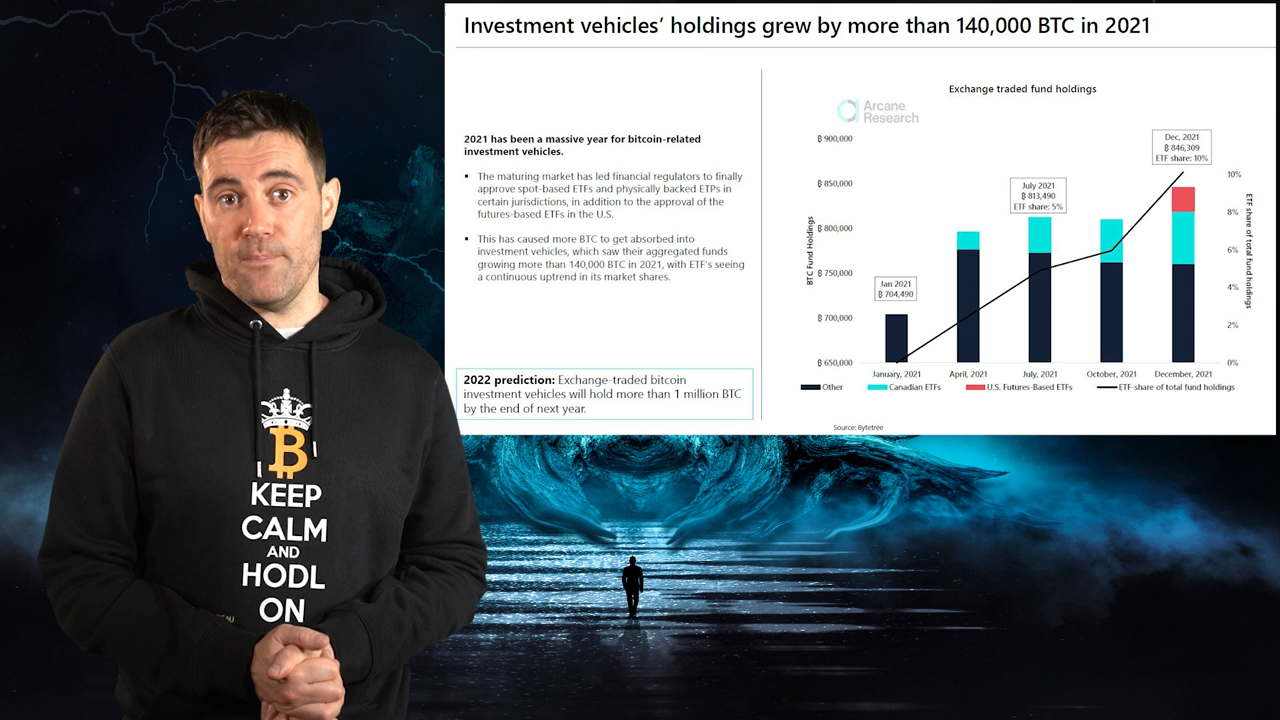 Investment vehicles’ holdings grew by more than 140,000 BTC in 2021
2021 has been a massive year for bitcoin-related
investment vehicles.
▪ The maturing market has led financial regulators to finally
approve spot-based ETFs and physically backed ETPs in
certain jurisdictions, in addition to the approval of the
futures-based ETFs in the U.S.
▪ This has caused more BTC to get absorbed into
investment vehicles, which saw their aggregated funds
growing more than 140,000 BTC in 2021, with ETF's seeing
a continuous uptrend in its market shares.
2022 prediction: Exchange-traded bitcoin
investment vehicles will hold more than 1 million BTC
by the end of next year.
Exchange traded fund holdings
Arcane
Research
₿ 900,000
₿ 850,000
₿ 800,000
₿ 750,000
₿ 700,000
₿ 650,000
BTC Fund Holdings
Jan 2021
₿ 704,490
July 2021
₿ 813,490
ETF share: 5%
Dec, 2021
₿ 846,309
ETF share: 10%
10%
8%
6%
4%
2%
0%
ETF share of total fund holdings
January, 2021
April, 2021
July, 2021
October, 2021
December, 2021
Other
Canadian ETFs
U.S. Futures-Based ETFs
ETF-share of total fund holdings
Source: Bytetree
KEEP
CALM
AND
HODL
ON